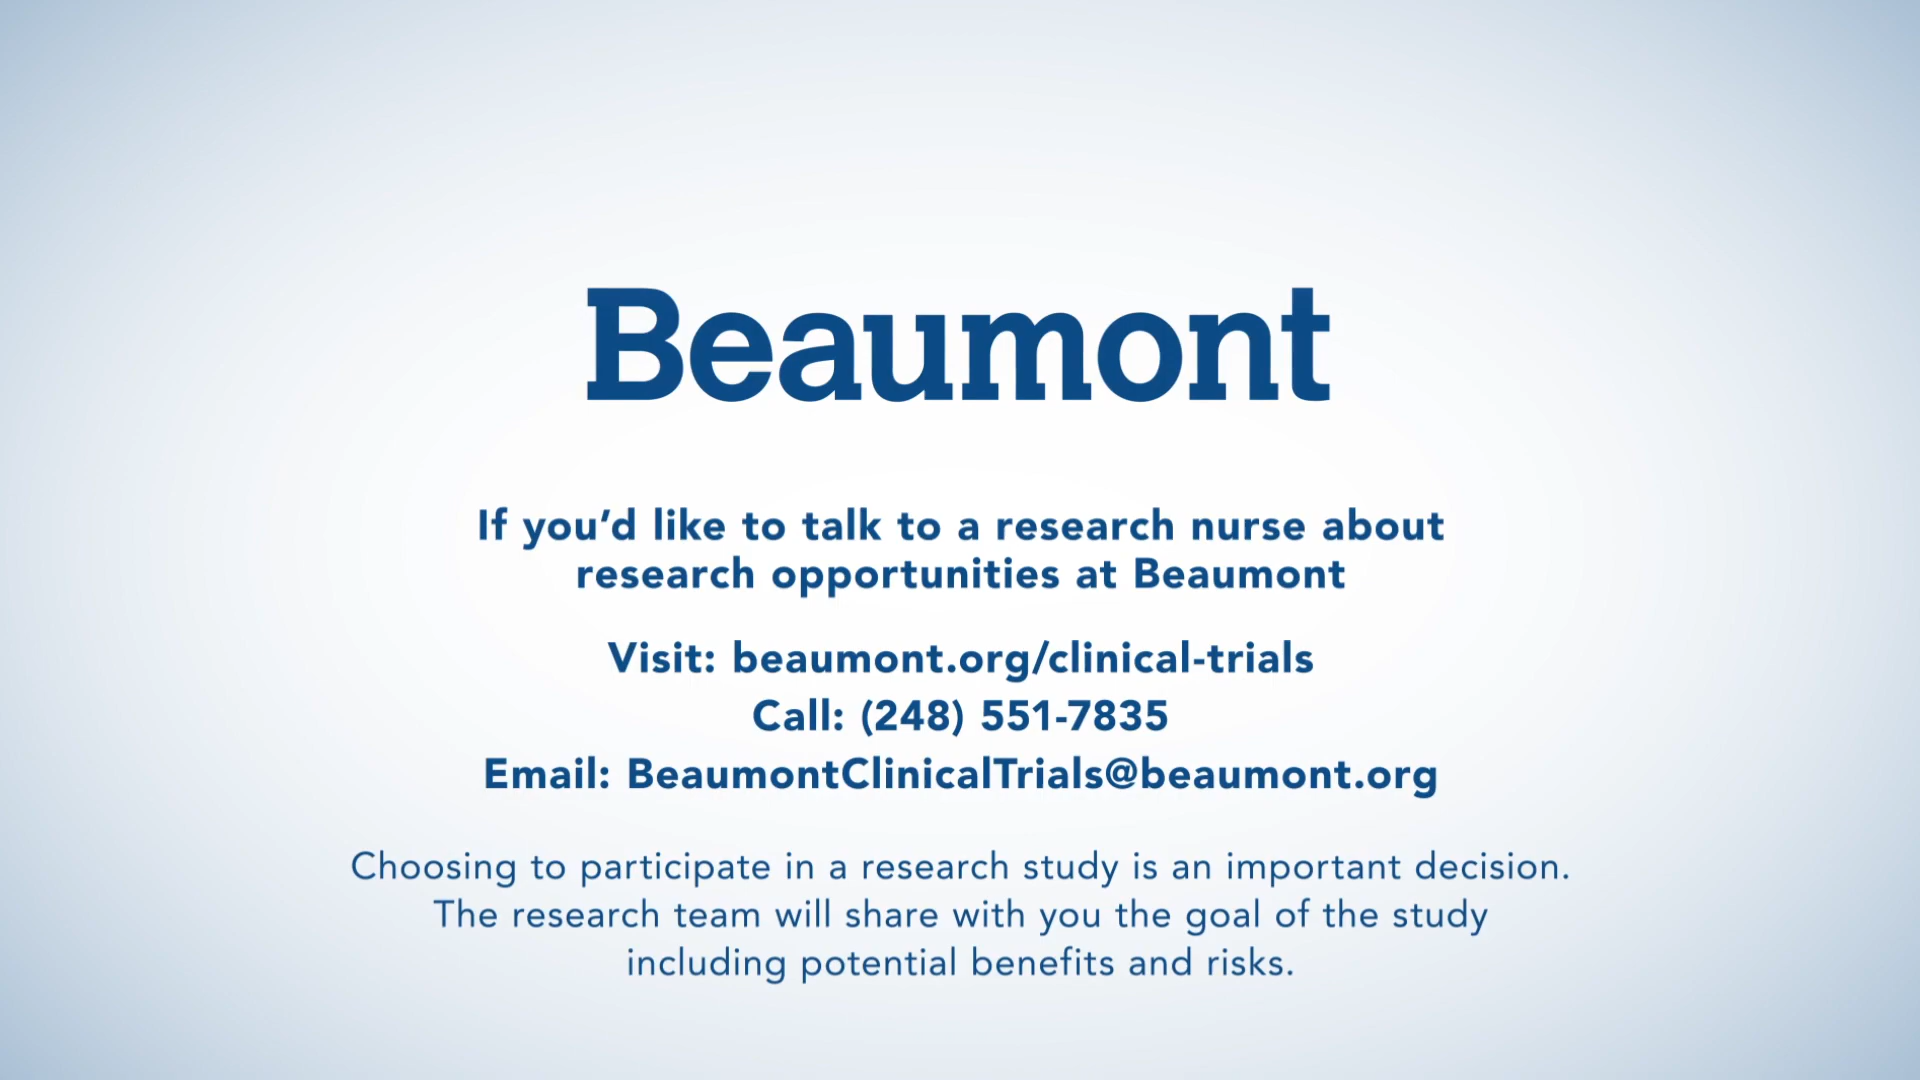 Beaumont
If you’d like to talk to a research nurse about
research opportunities at Beaumont
Visit: beaumont.org/clinical-trials
Call: (248) 551-7835
Email: BeaumontClinicalTrials@beaumont.org
Choosing to participate in a research study is an important decision.
The research team will share with you the goal of the study
including potential benefits and risks.